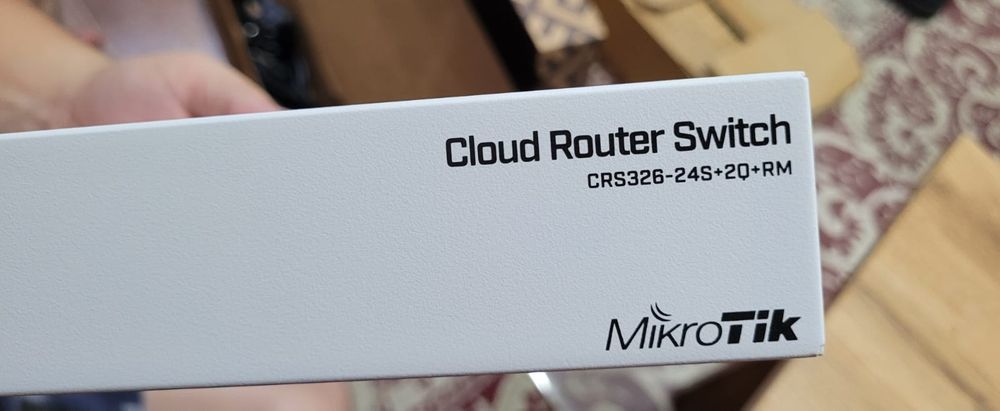 Cloud Router Switch
CRS326-24S+2Q+RM
MikroTik